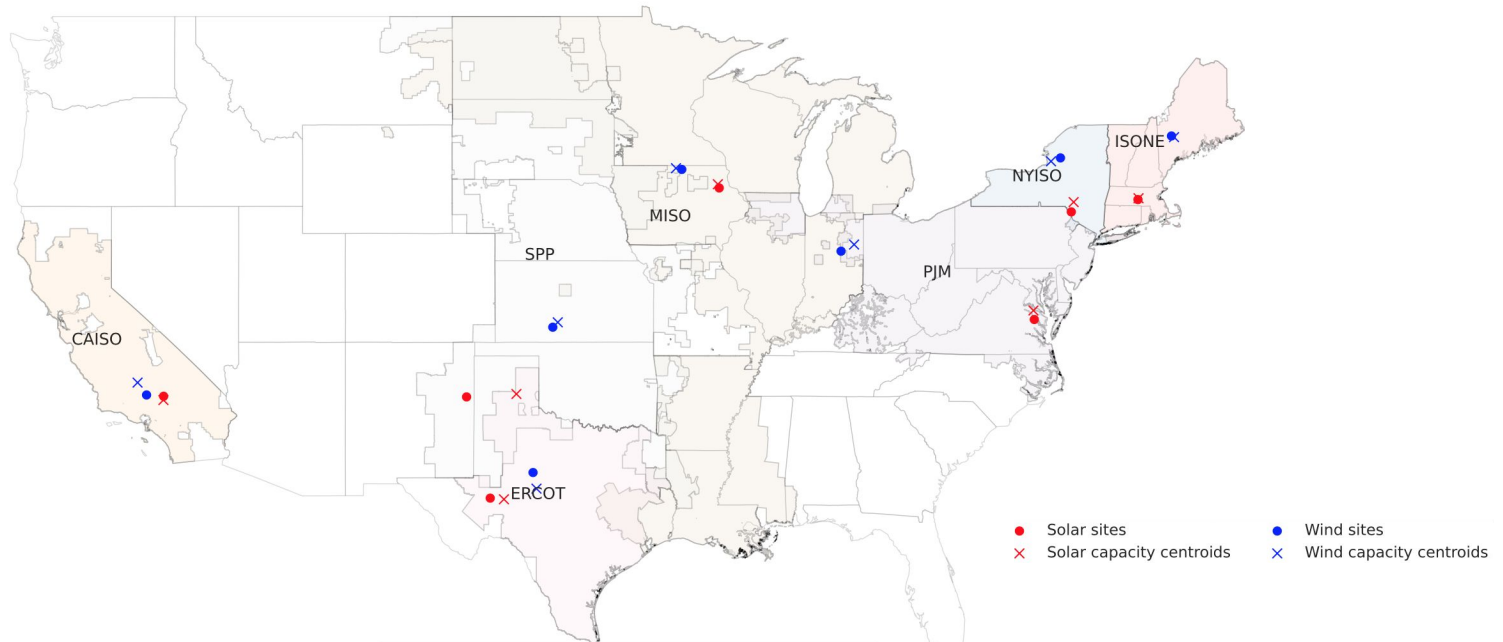 ISONE
NYISO
MISO
SPP
PJM
CAISO
ERCOT
Solar sites
Solar capacity centroids
Wind sites
Wind capacity centroids